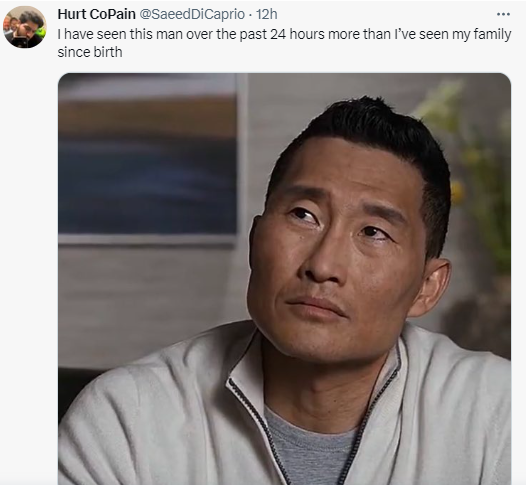 Hurt CoPain @SaeedDiCaprio · 12h
I have seen this man over the past 24 hours more than I've seen my family
since birth